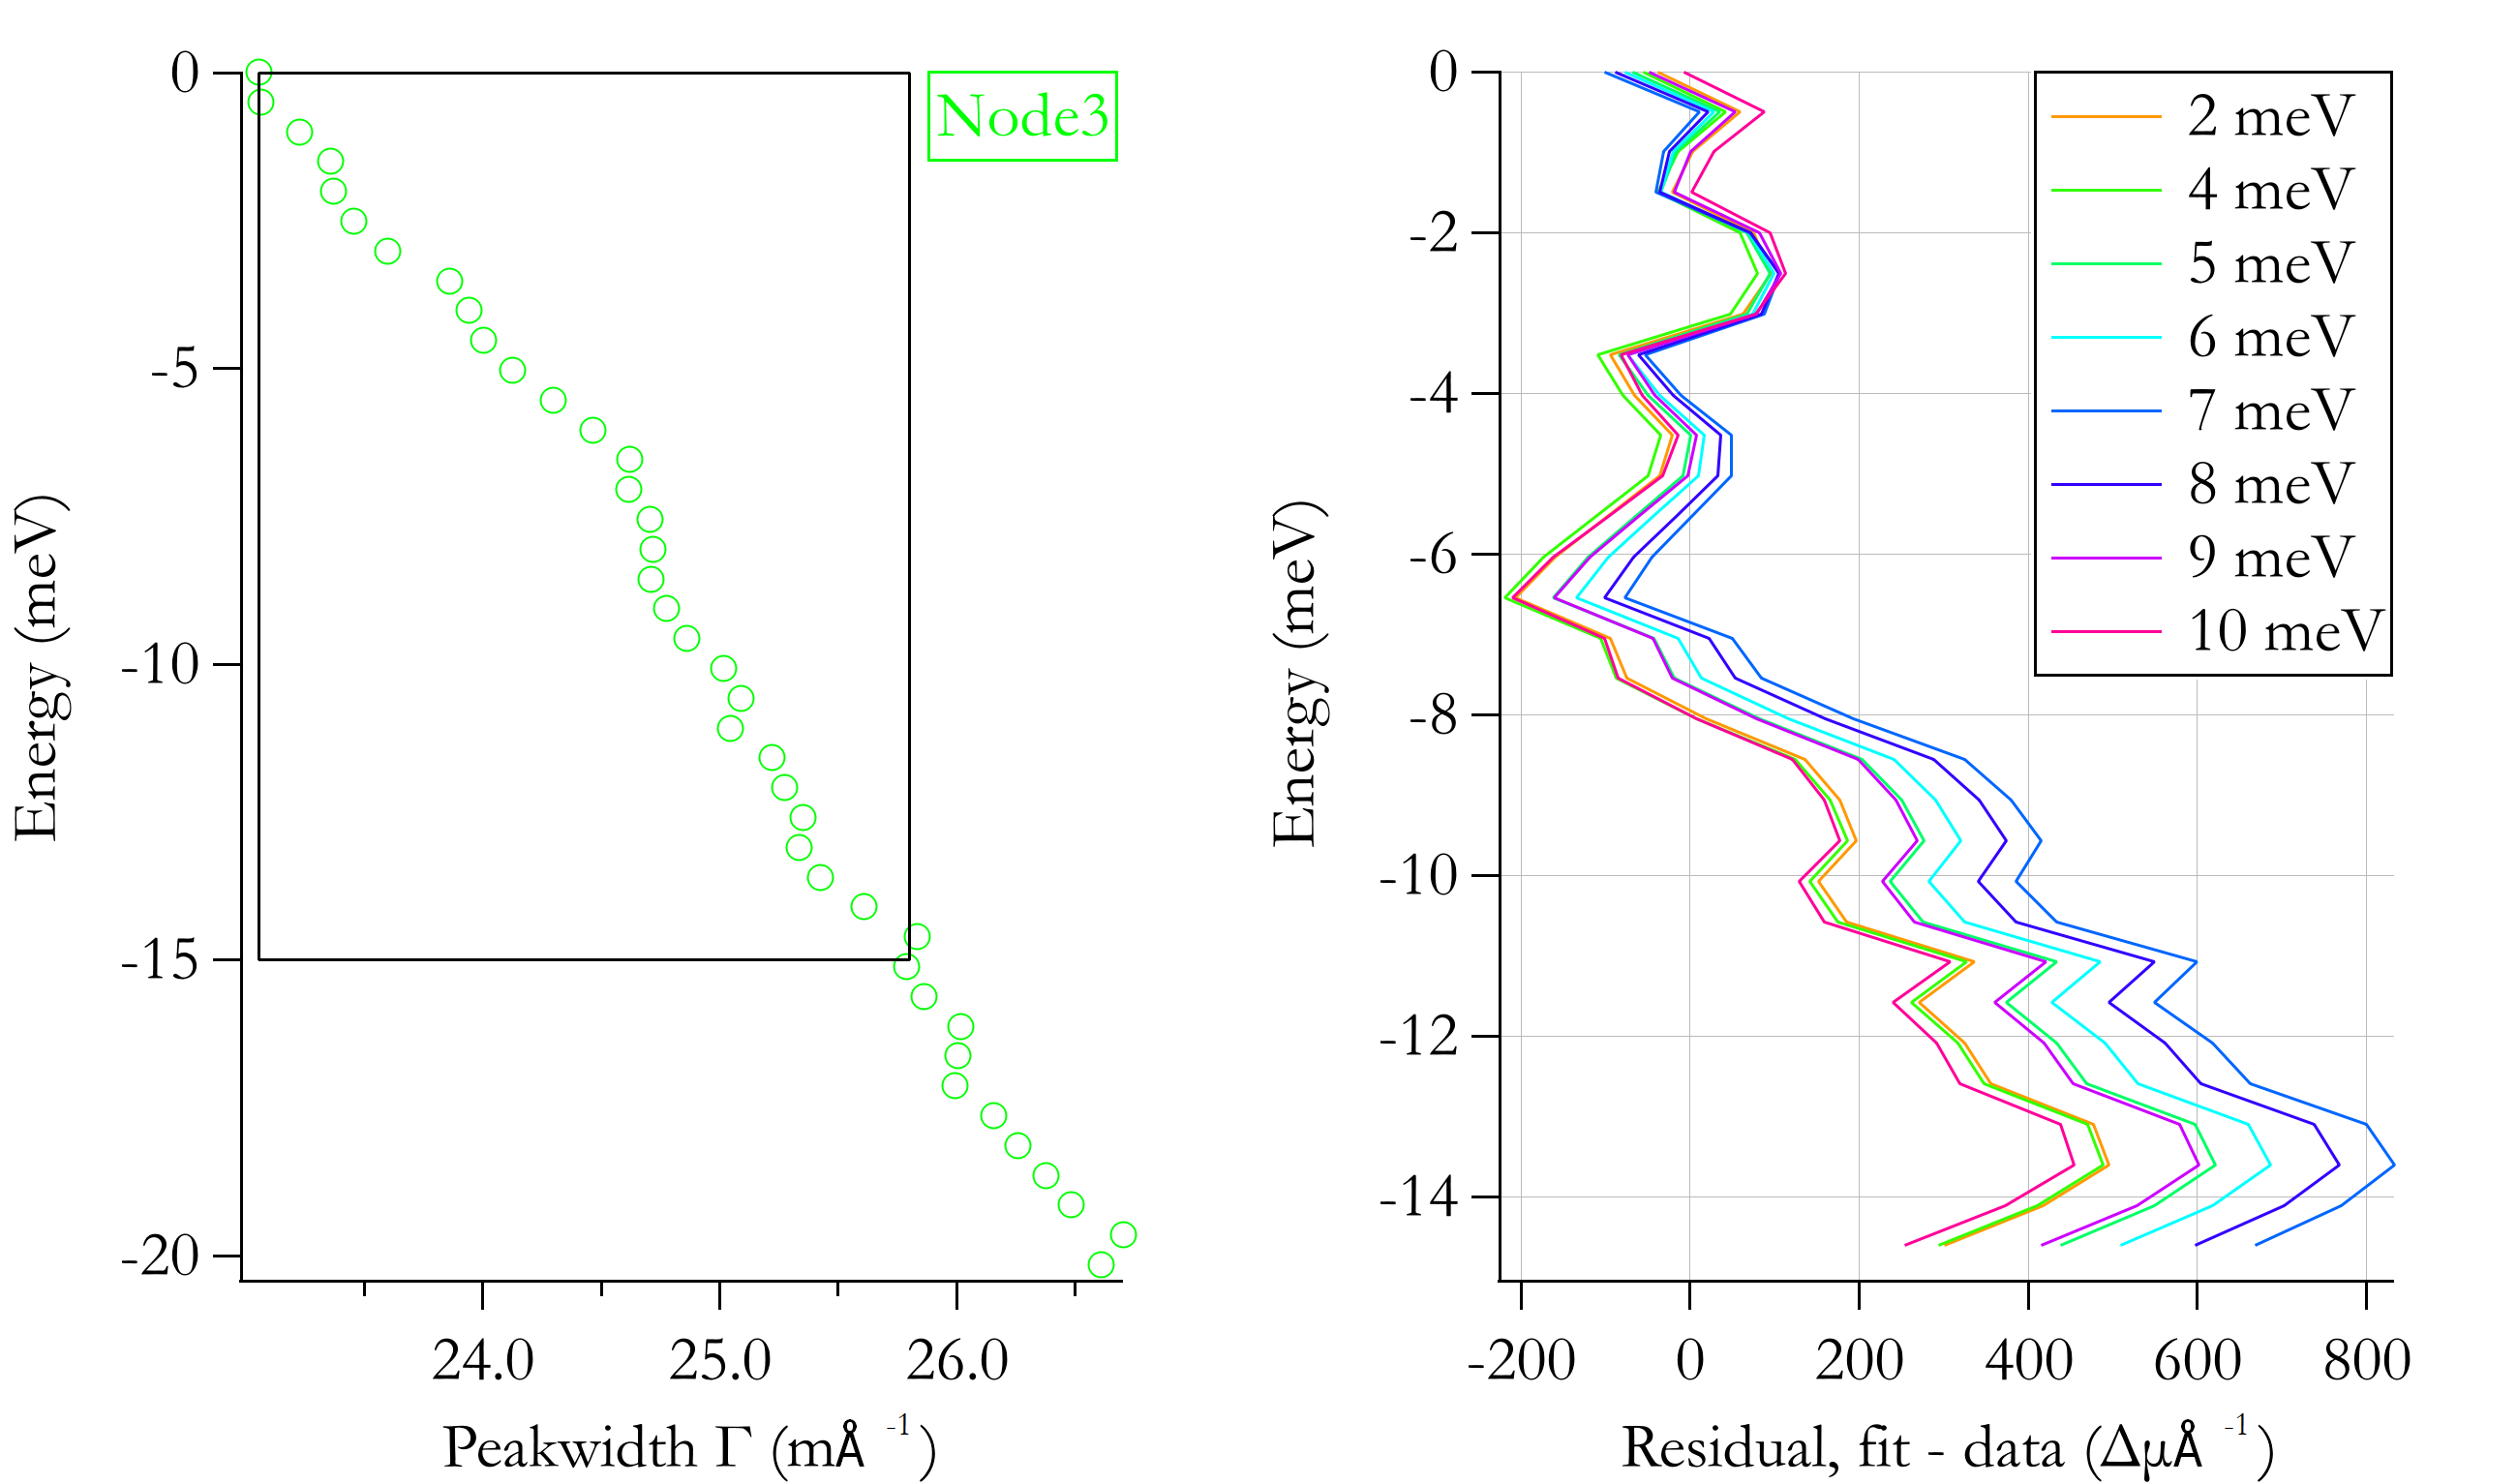 0
-5
-10
-15
-20
Energy (meV)
24.0 25.0 26.0
Peakwidth Γ (mÅ -1)
Node3
0
-2
-4
-6
-8
-10
-12
-14
Energy (meV)
-200 0 200 400 600 800
Residual, fit - data (ΔμÅ -1)
2 meV
4 meV
5 meV
6 meV
7 meV
8 meV
9 meV
10 meV